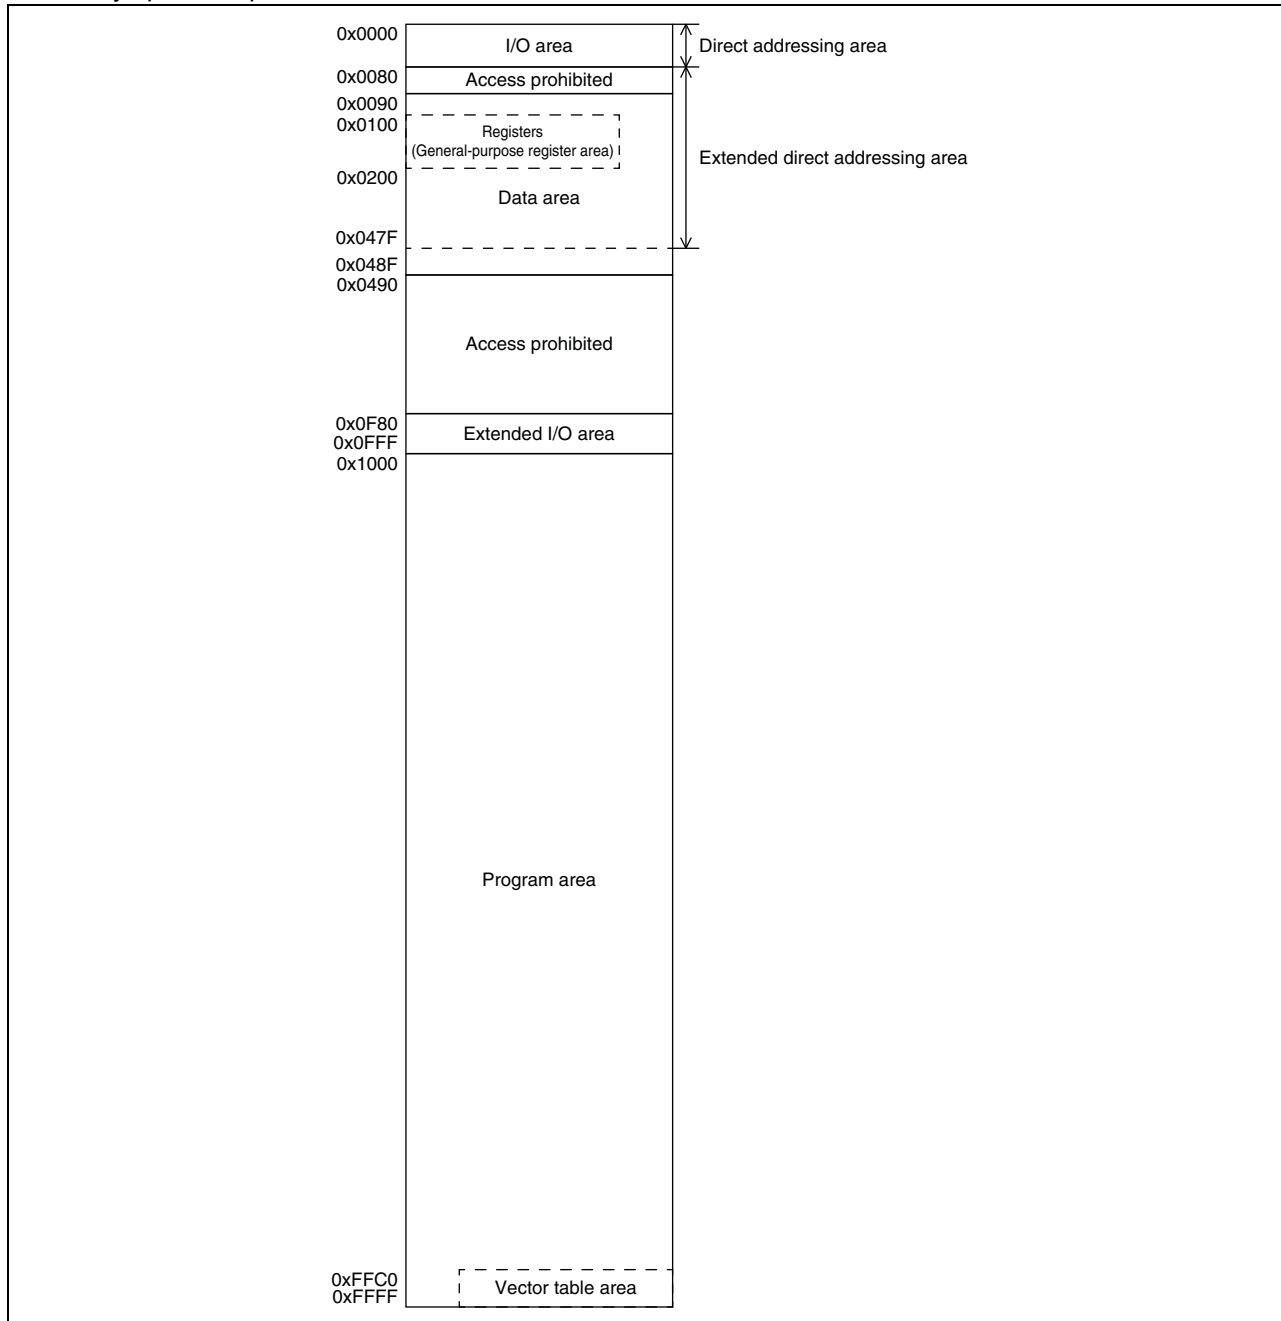 0x0000
I/O area
Direct addressing area
0x0080
Access prohibited
0x0090
0x0100
Registers
(General-purpose register area)
Extended direct addressing area
0x0200
Data area
0x047F
0x048F
0x0490
Access prohibited
0x0F80
Extended I/O area
0x0FFF
0x1000
Program area
0xFFC0
Vector table area
0xFFFF